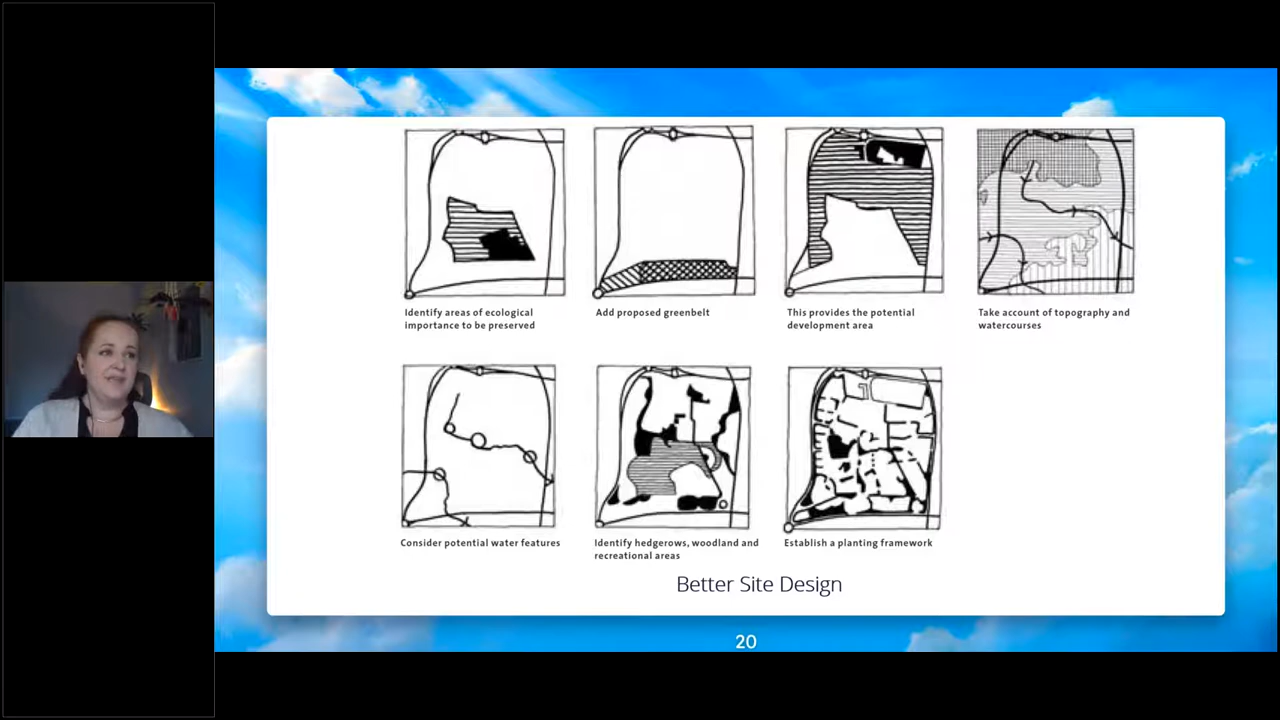 Identify areas of ecological
importance to be preserved
Add proposed greenbelt
This provides the potential
development area
Take account of topography and
watercourses
Consider potential water features
Identify hedgerows, woodland and
recreational areas
Establish a planting framework
Better Site Design
20